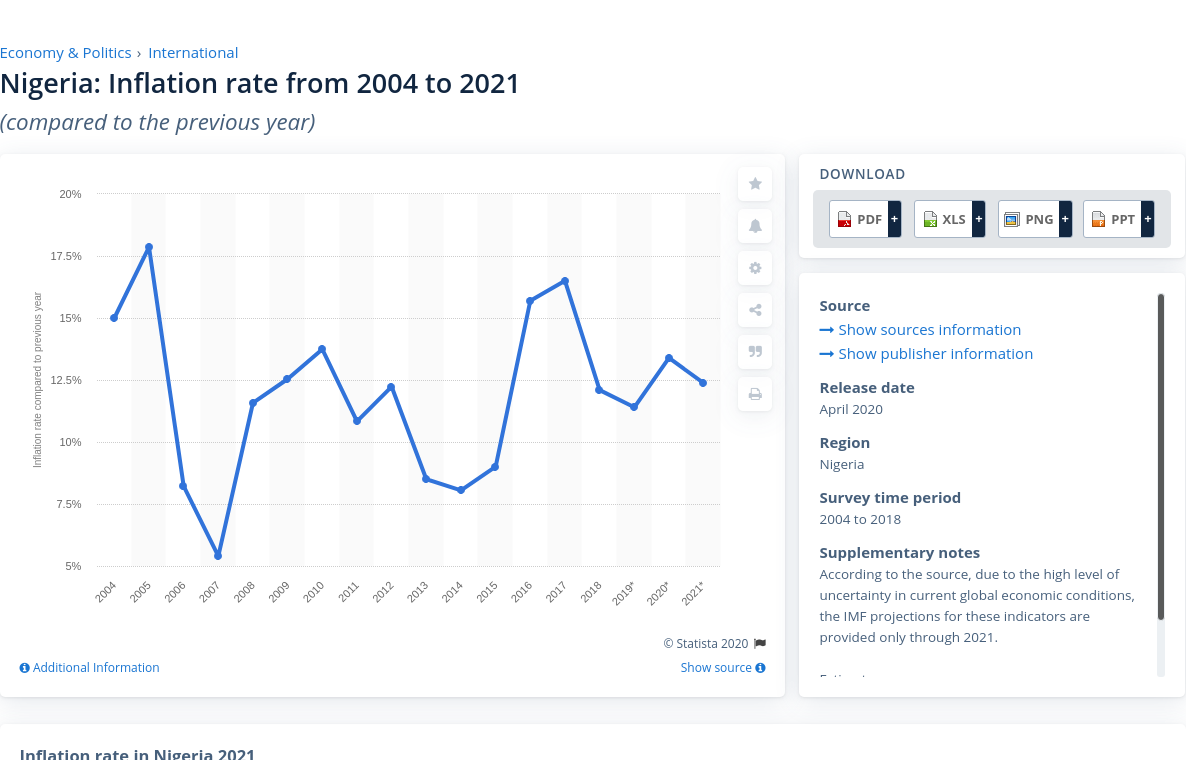 Economy & Politics › International
Nigeria: Inflation rate from 2004 to 2021
(compared to the previous year)
20%
17.5%
15%
12.5%
10%
7.5%
5%
Inflation rate compared to previous year
2004 2005 2006 2007 2008 2009 2010 2011 2012 2013 2014 2015 2016 2017 2018 2019* 2020* 2021*
© Statista 2020
Additional Information
Show source
DOWNLOAD
PDF + XLS + PNG + PPT +
Source
Show sources information
Show publisher information
Release date
April 2020
Region
Nigeria
Survey time period
2004 to 2018
Supplementary notes
According to the source, due to the high level of
uncertainty in current global economic conditions,
the IMF projections for these indicators are
provided only through 2021.
Inflation rate in Nigeria 2021